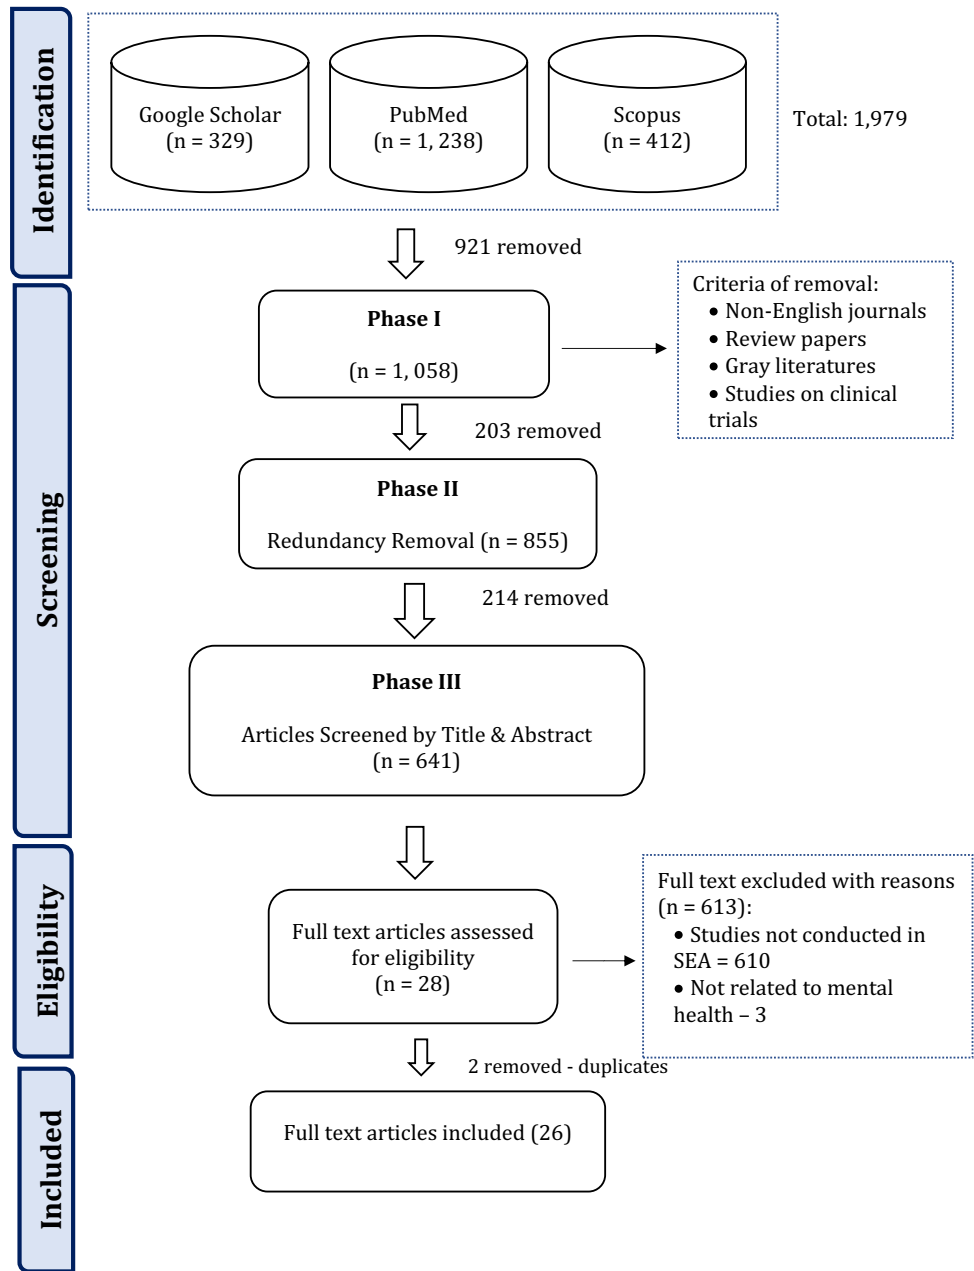 Identification
Google Scholar
(n = 329)
PubMed
(n = 1, 238)
Scopus
(n = 412)
Total: 1,979
921 removed
Screening
Phase I
(n = 1, 058)
Criteria of removal:
• Non-English journals
• Review papers
• Gray literatures
• Studies on clinical
trials
203 removed
Phase II
Redundancy Removal (n = 855)
214 removed
Phase III
Articles Screened by Title & Abstract
(n = 641)
Eligibility
Full text articles assessed
for eligibility
(n = 28)
Full text excluded with reasons
(n = 613):
• Studies not conducted in
SEA = 610
• Not related to mental
health – 3
2 removed - duplicates
Included
Full text articles included (26)